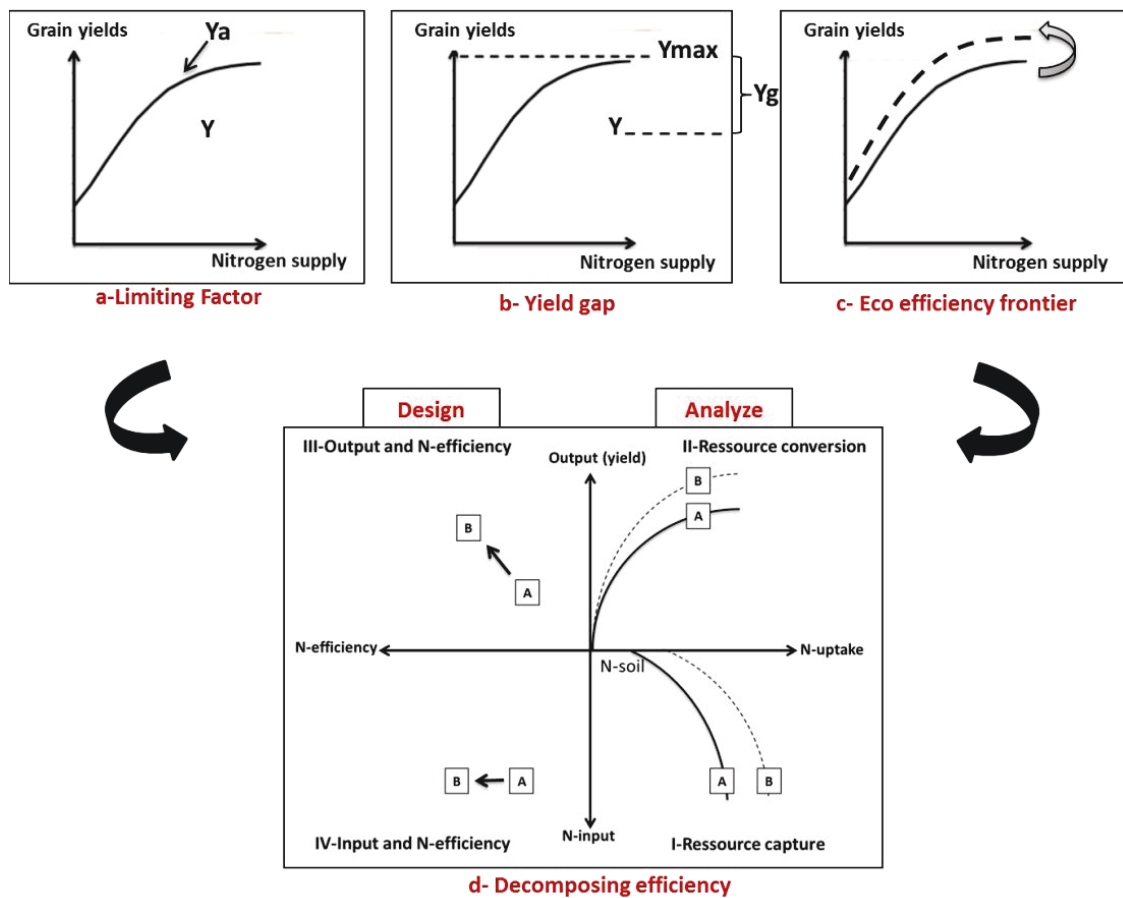 Grain yields
Ya
Y
Nitrogen supply
a-Limiting Factor
Grain yields
Ymax
Yg
Y
Nitrogen supply
b- Yield gap
Grain yields
Nitrogen supply
c- Eco efficiency frontier
Design
Analyze
III-Output and N-efficiency
II-Ressource conversion
Output (yield)
B
A
B
A
N-efficiency
N-uptake
N-soil
B
A
A
B
N-input
IV-Input and N-efficiency
I-Ressource capture
d- Decomposing efficiency